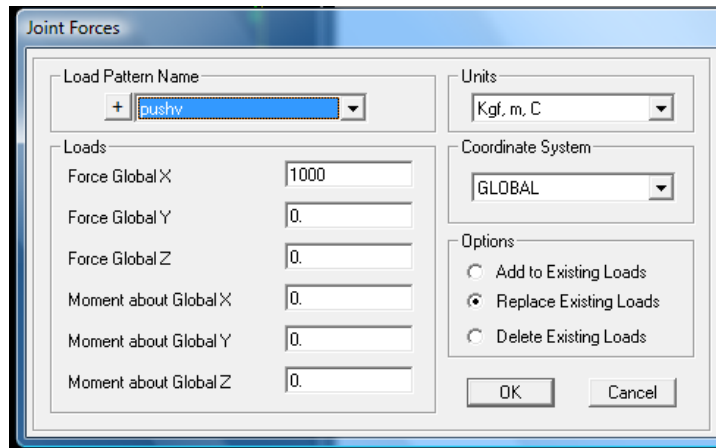 Joint Forces
Load Pattern Name
+ pushv
Units
Kgf, m, C
Loads
Force Global X 1000
Force Global Y 0.
Force Global Z 0.
Moment about Global X 0.
Moment about Global Y 0.
Moment about Global Z 0.
Coordinate System
GLOBAL
Options
Add to Existing Loads
Replace Existing Loads
Delete Existing Loads
OK Cancel